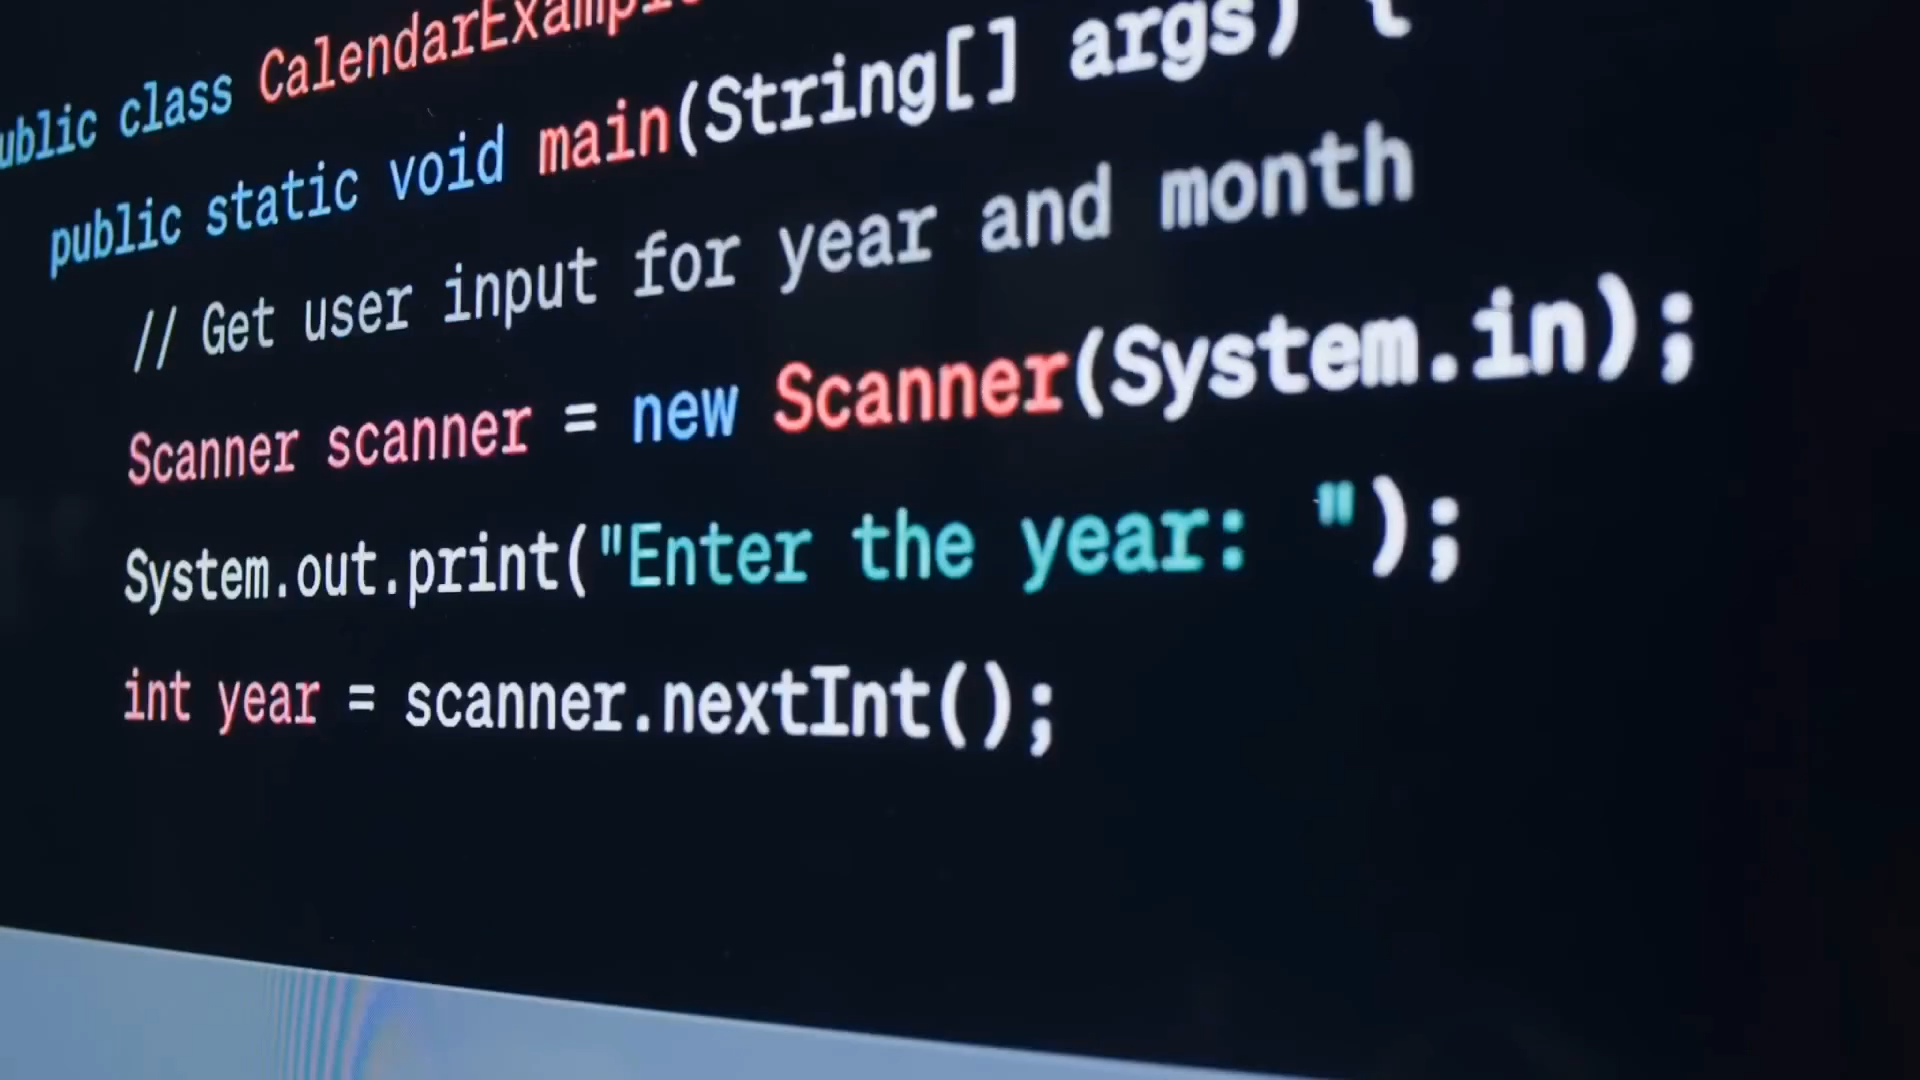 ublic class CalendarExample
public static void main(String[] args) {
// Get user input for year and month
Scanner scanner = new Scanner(System.in);
System.out.print("Enter the year: ");
int year = scanner.nextInt();